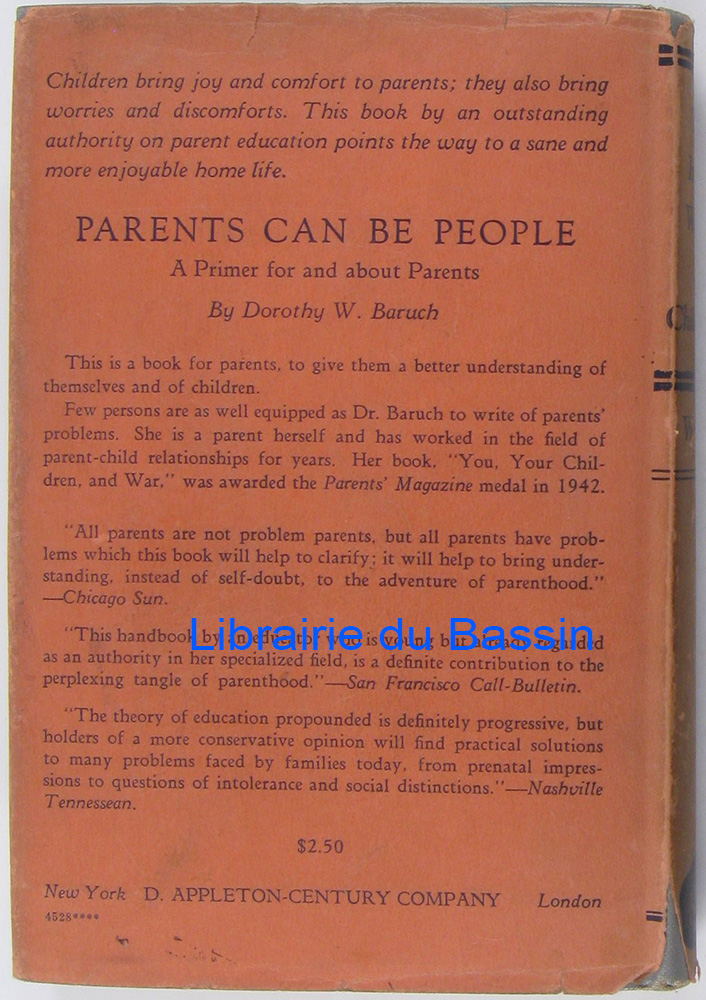 Children bring joy and comfort to parents; they also bring
worries and discomforts. This book by an outstanding
authority on parent education points the way to a sane and
more enjoyable home life.
PARENTS CAN BE PEOPLE
A Primer for and about Parents
By Dorothy W. Baruch
This is a book for parents, to give them a better understanding of
themselves and of children.
Few persons are as well equipped as Dr. Baruch to write of parents'
problems. She is a parent herself and has worked in the field of
parent-child relationships for years. Her book, "You, Your Chil-
dren, and War," was awarded the Parents' Magazine medal in 1942.
"All parents are not problem parents, but all parents have prob-
lems which this book will help to clarify; it will help to bring under-
standing, instead of self-doubt, to the adventure of parenthood."
—Chicago Sun.
"This handbook by an educator who is young but already regarded
Librairie du Bassin
as an authority in her specialized field, is a definite contribution to the
perplexing tangle of parenthood."—San Francisco Call-Bulletin.
"The theory of education propounded is definitely progressive, but
holders of a more conservative opinion will find practical solutions
to many problems faced by families today, from prenatal impres-
sions to questions of intolerance and social distinctions."—Nashville
Tennessean.
$2.50
New York D. APPLETON-CENTURY COMPANY London
4528****